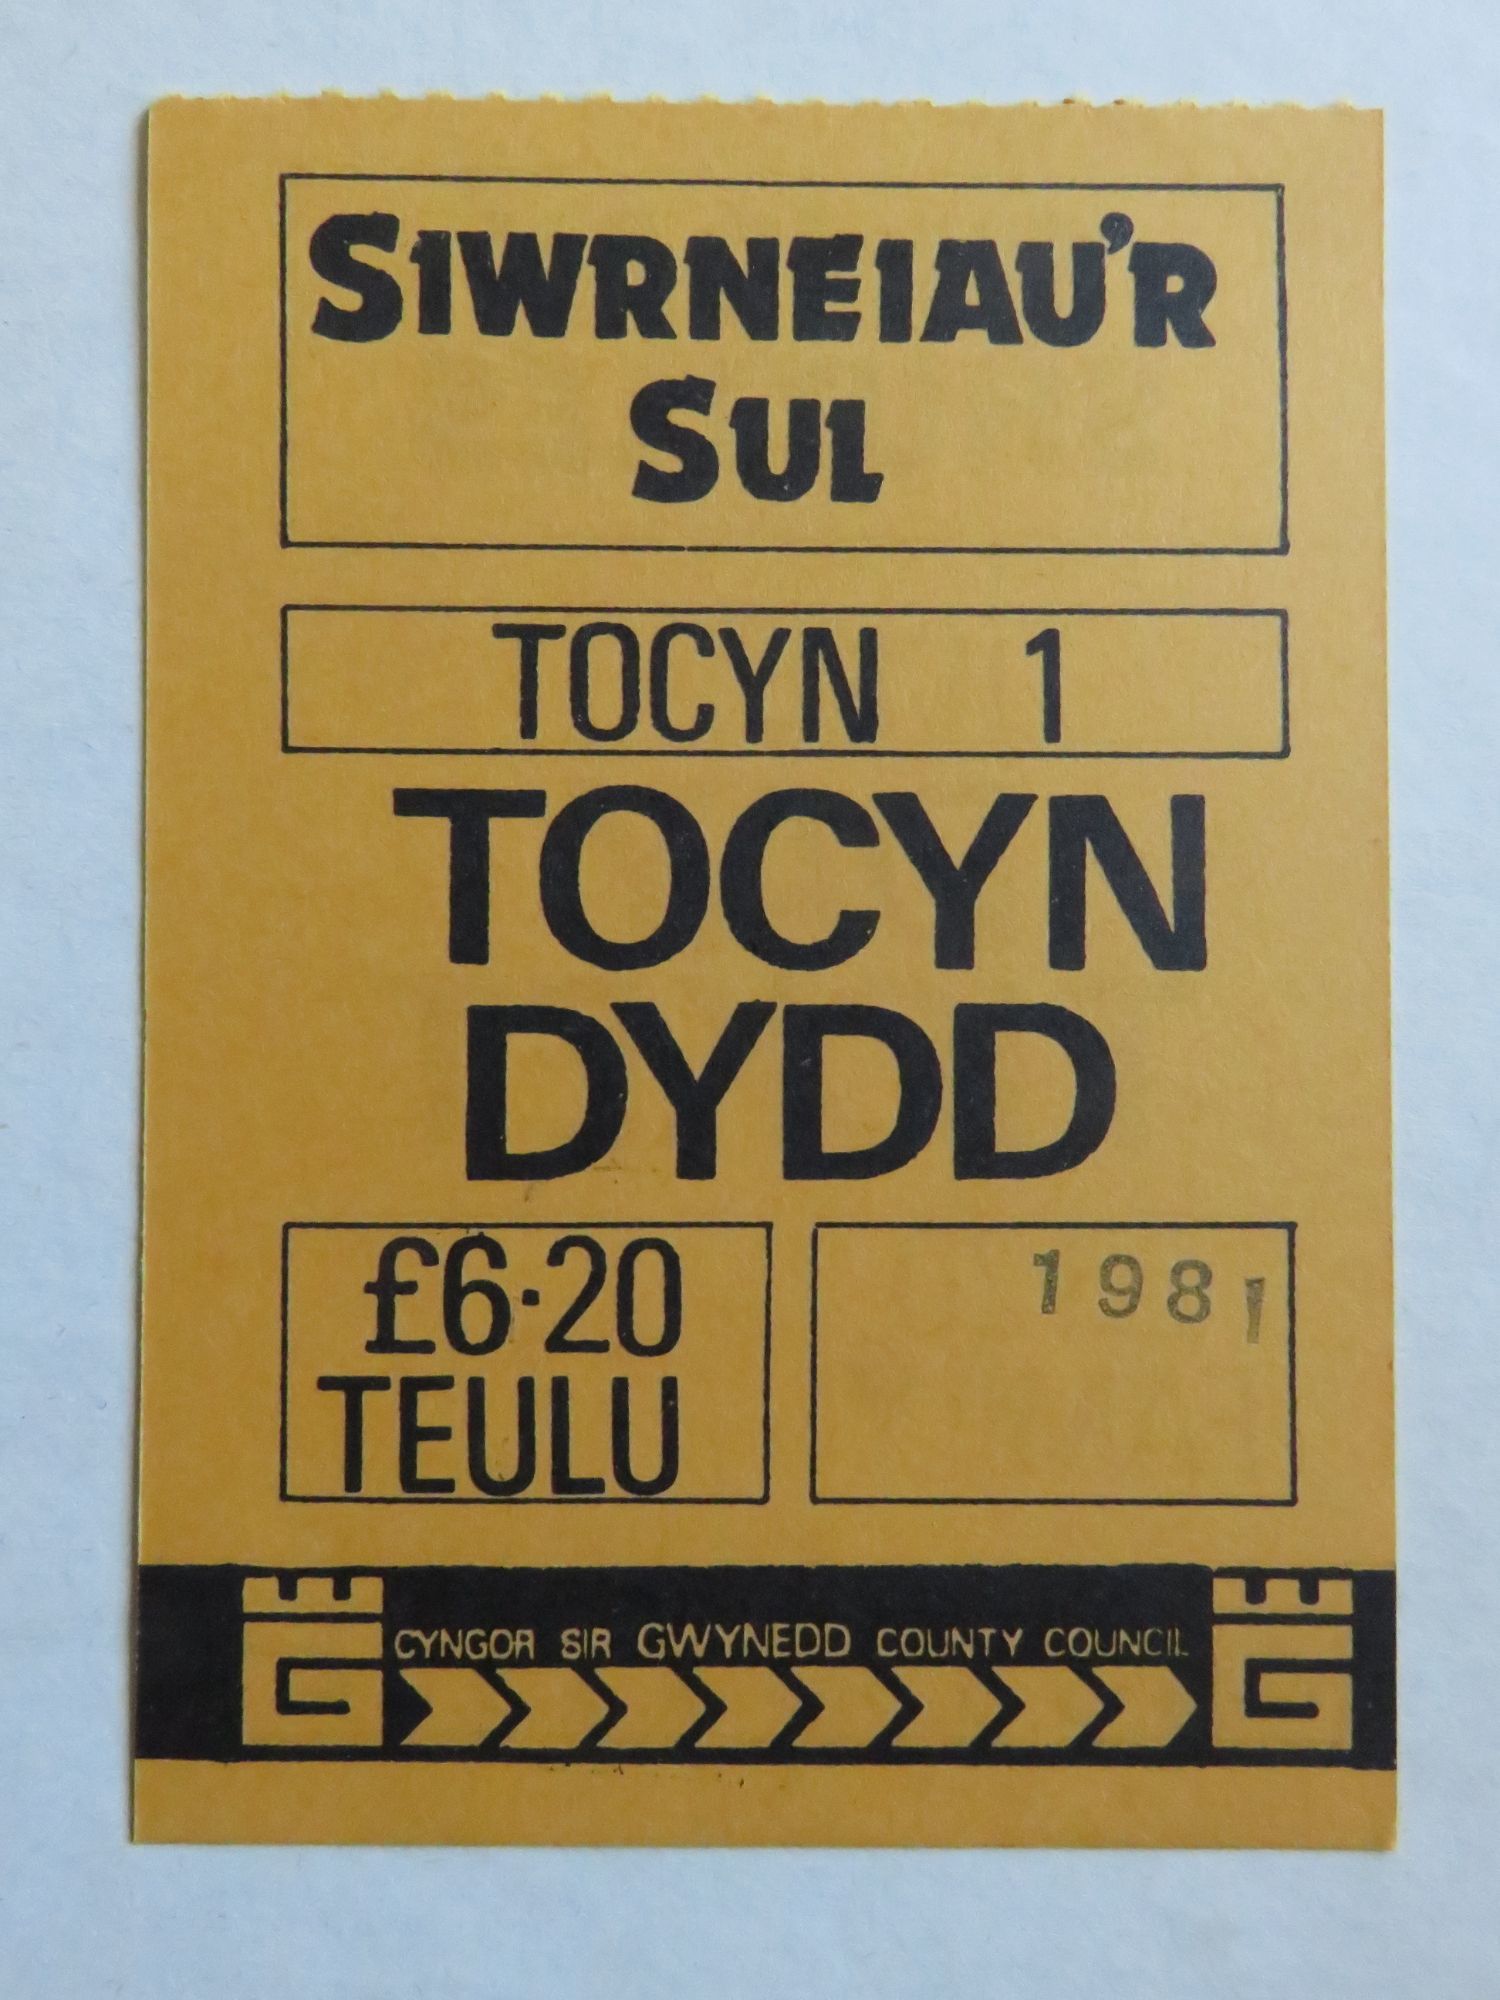 SIWRNEIAU'R
SUL
TOCYN 1
TOCYN
DYDD
£6·20
TEULU
1981
CYNGOR SIR GWYNEDD COUNTY COUNCIL